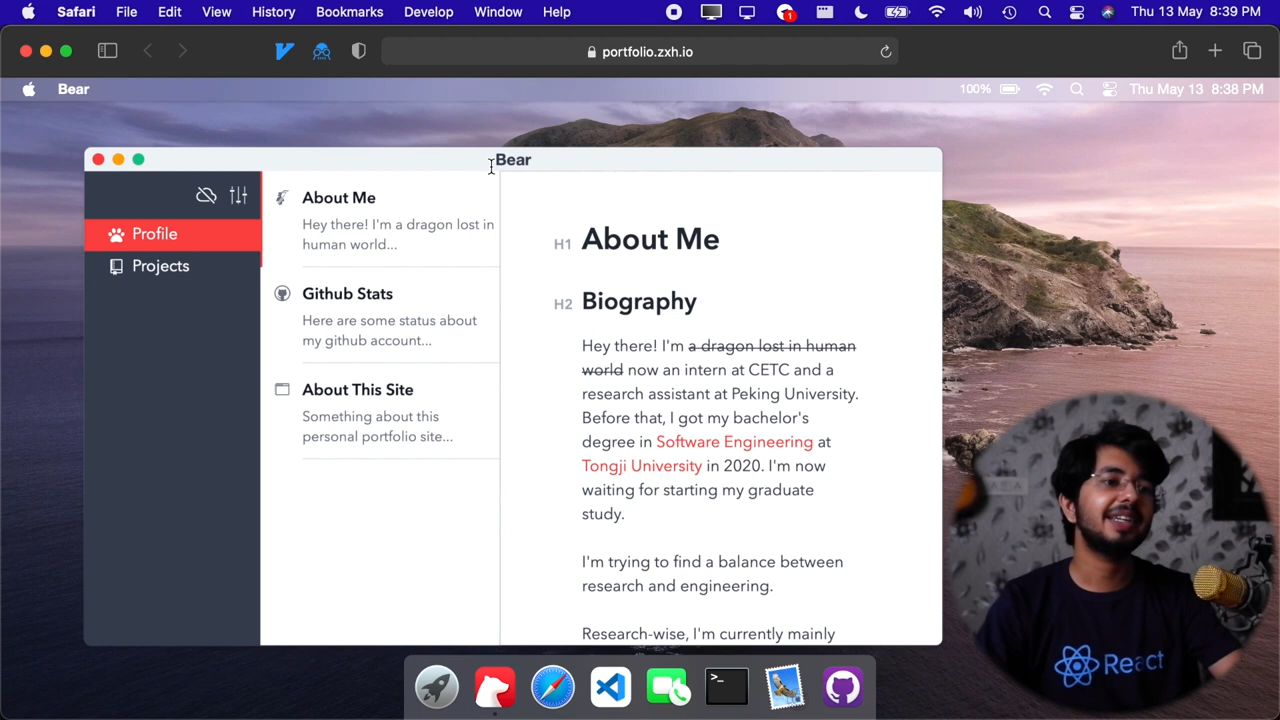 Safari File Edit View History Bookmarks Develop Window Help 1 Thu 13 May 8:39 PM
portfolio.zxh.io
Bear 100% Thu May 13 8:38 PM
Bear
Profile
Projects
About Me
Hey there! I'm a dragon lost in
human world...
Github Stats
Here are some status about
my github account...
About This Site
Something about this
personal portfolio site...
H1 About Me
H2 Biography
Hey there! I'm a dragon lost in human
world now an intern at CETC and a
research assistant at Peking University.
Before that, I got my bachelor's
degree in Software Engineering at
Tongji University in 2020. I'm now
waiting for starting my graduate
study.
I'm trying to find a balance between
research and engineering.
Research-wise, I'm currently mainly
React
>_